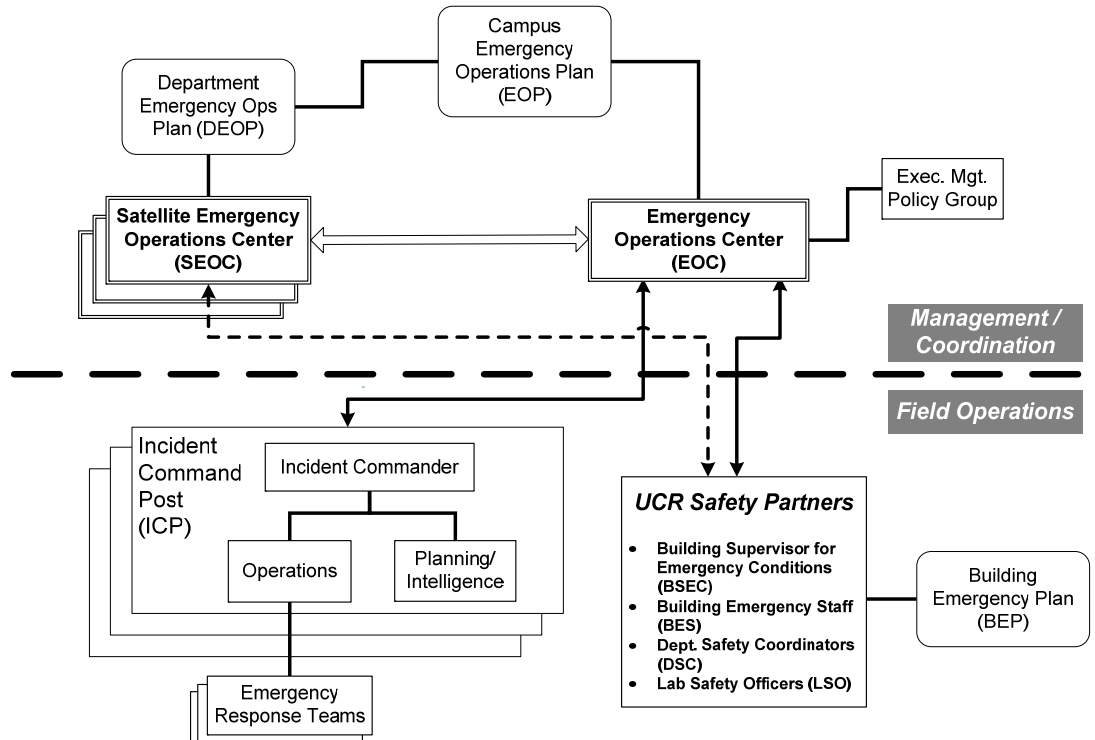 Campus
Emergency
Operations Plan
(EOP)
Department
Emergency Ops
Plan (DEOP)
Exec. Mgt.
Policy Group
Satellite Emergency
Operations Center
(SEOC)
Emergency
Operations Center
(EOC)
Management /
Coordination
Field Operations
Incident
Command
Post
(ICP)
Incident Commander
Operations
Planning/
Intelligence
Emergency
Response Teams
UCR Safety Partners
• Building Supervisor for
Emergency Conditions
(BSEC)
• Building Emergency Staff
(BES)
• Dept. Safety Coordinators
(DSC)
• Lab Safety Officers (LSO)
Building
Emergency Plan
(BEP)